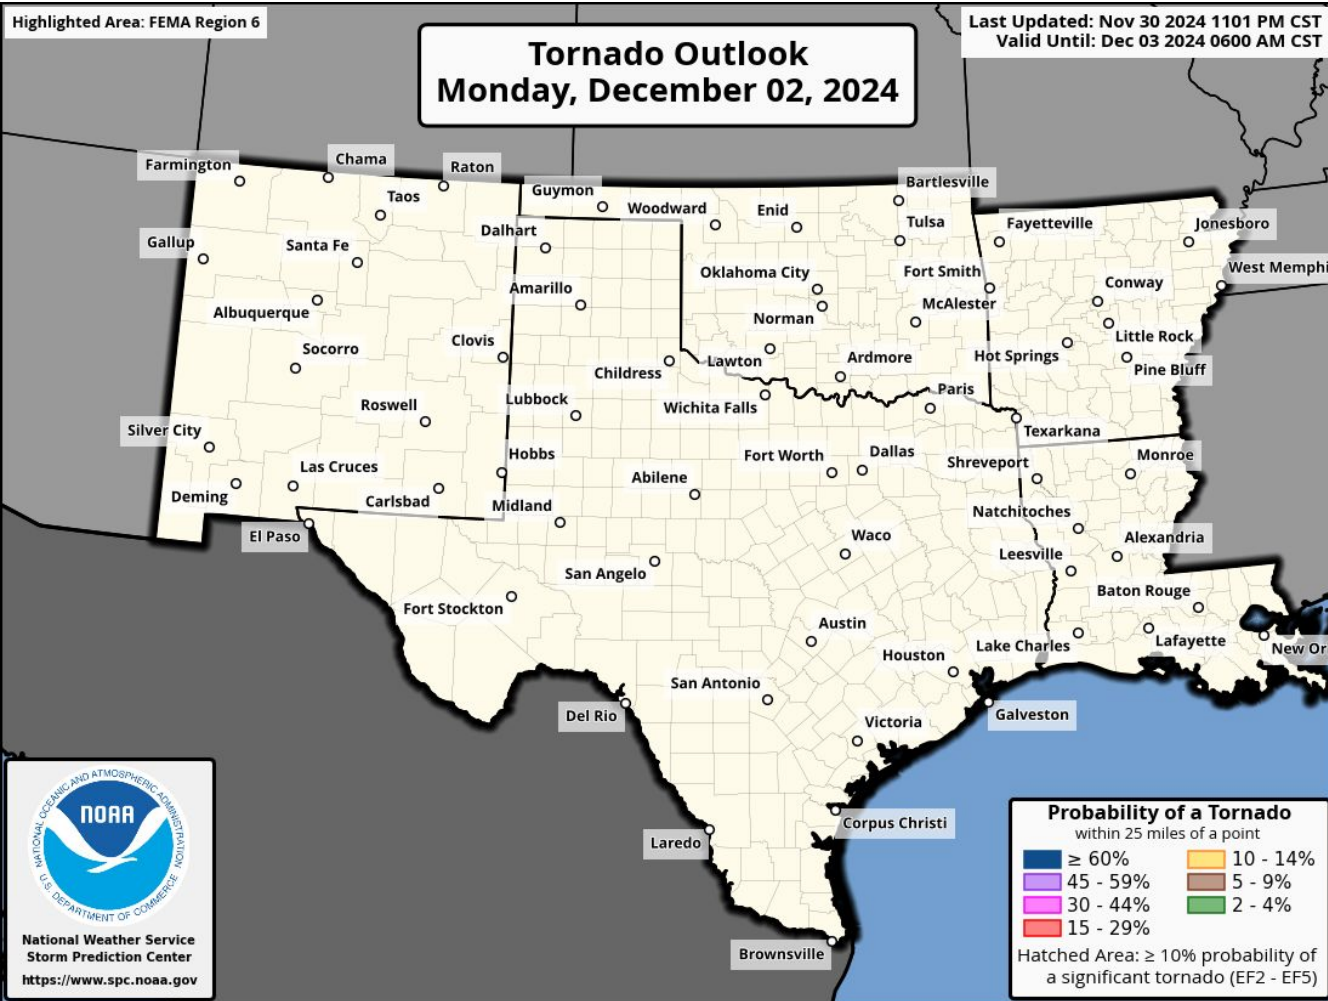 Highlighted Area: FEMA Region 6
Last Updated: Nov 30 2024 1101 PM CST
Valid Until: Dec 03 2024 0600 AM CST
Tornado Outlook
Monday, December 02, 2024
Farmington
Chama
Raton
Taos
Guymon
Woodward
Enid
Bartlesville
Tulsa
Fayetteville
Jonesboro
Gallup
Santa Fe
Dalhart
Oklahoma City
Fort Smith
West Memphi
Albuquerque
Amarillo
Norman
McAlester
Conway
Socorro
Clovis
Childress
Lawton
Ardmore
Hot Springs
Little Rock
Pine Bluff
Roswell
Lubbock
Wichita Falls
Paris
Texarkana
Silver City
Las Cruces
Hobbs
Abilene
Fort Worth
Dallas
Shreveport
Monroe
Deming
Carlsbad
Midland
Natchitoches
El Paso
San Angelo
Waco
Leesville
Alexandria
Fort Stockton
Austin
Baton Rouge
Houston
Lake Charles
Lafayette
New Or
San Antonio
Del Rio
Victoria
Galveston
Corpus Christi
Laredo
Brownsville
NATIONAL OCEANIC AND ATMOSPHERIC ADMINISTRATION
NOAA
U.S. DEPARTMENT OF COMMERCE
National Weather Service
Storm Prediction Center
https://www.spc.noaa.gov
Probability of a Tornado
within 25 miles of a point
≥ 60%
45 - 59%
30 - 44%
15 - 29%
10 - 14%
5 - 9%
2 - 4%
Hatched Area: ≥ 10% probability of
a significant tornado (EF2 - EF5)